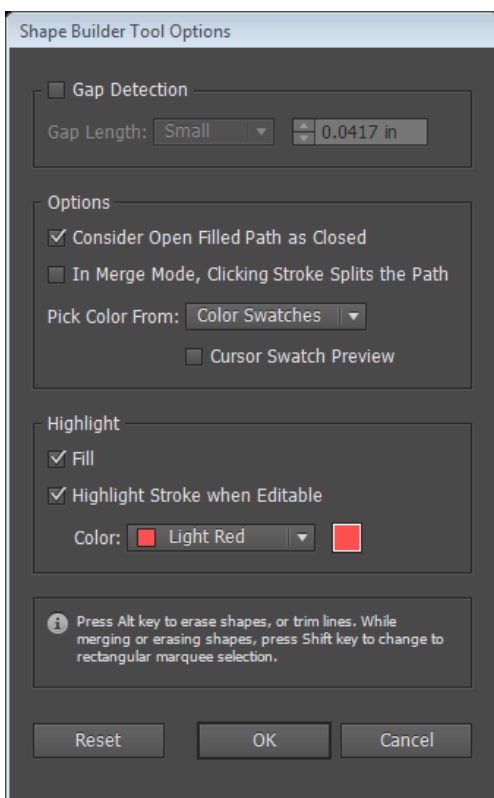 Shape Builder Tool Options
Gap Detection
Gap Length: Small 0.0417 in
Options
Consider Open Filled Path as Closed
In Merge Mode, Clicking Stroke Splits the Path
Pick Color From: Color Swatches
Cursor Swatch Preview
Highlight
Fill
Highlight Stroke when Editable
Color: Light Red
Press Alt key to erase shapes, or trim lines. While
merging or erasing shapes, press Shift key to change to
rectangular marquee selection.
Reset OK Cancel